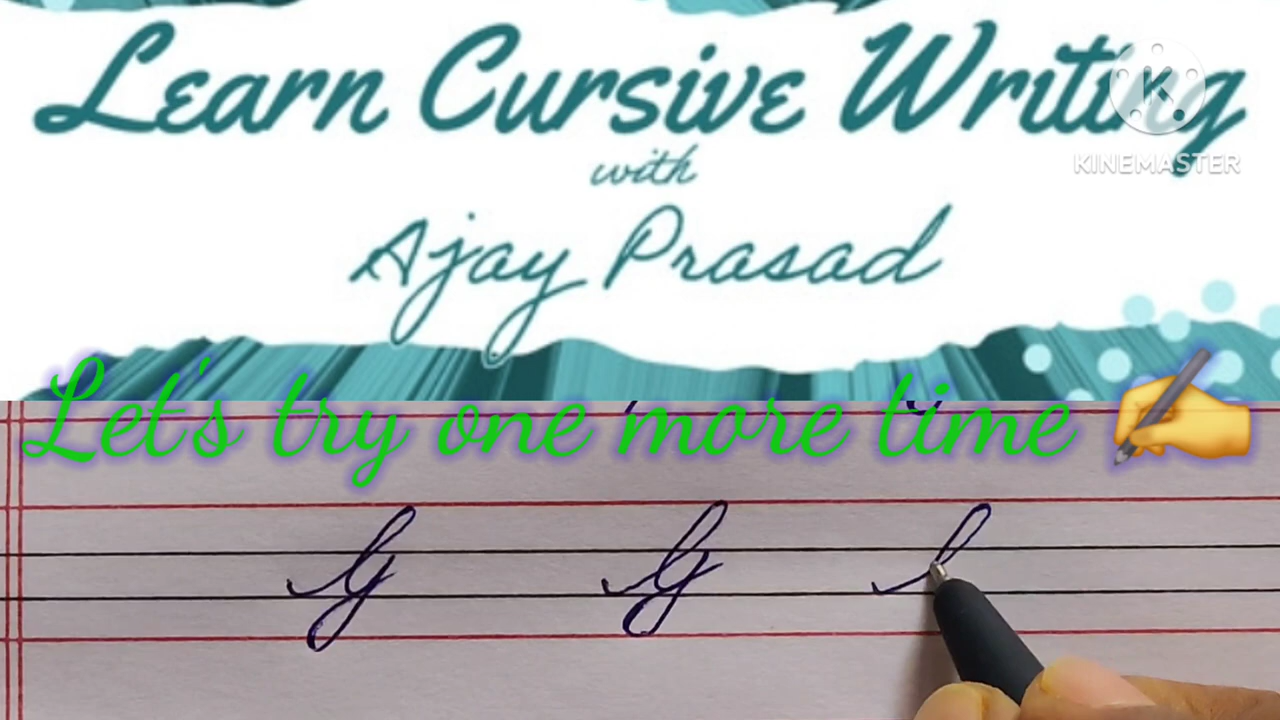 Learn Cursive Writing
with
Ajay Prasad
KINEMASTER
Let's try one more time
G G